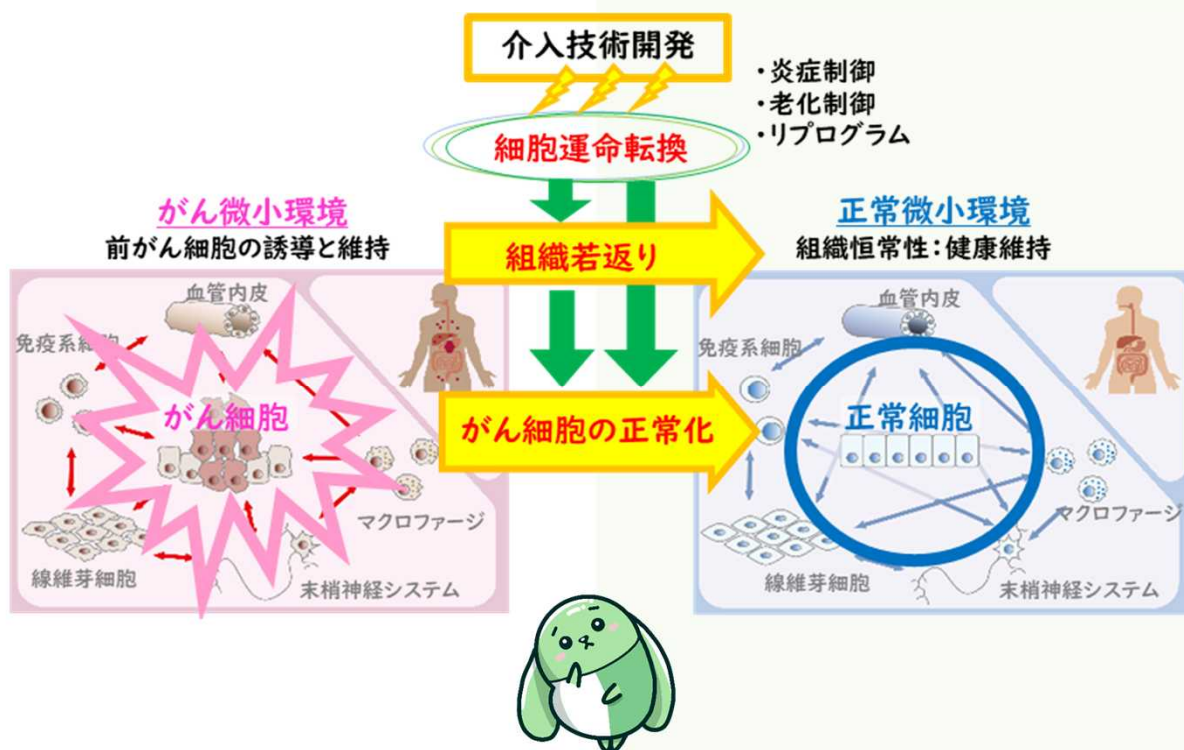 介入技術開発
・炎症制御
・老化制御
・リプログラム
細胞運命転換
がん微小環境
前がん細胞の誘導と維持
組織若返り
正常微小環境
組織恒常性：健康維持
血管内皮
免疫系細胞
がん細胞
マクロファージ
線維芽細胞
末梢神経システム
がん細胞の正常化
血管内皮
免疫系細胞
正常細胞
マクロファージ
線維芽細胞
末梢神経システム